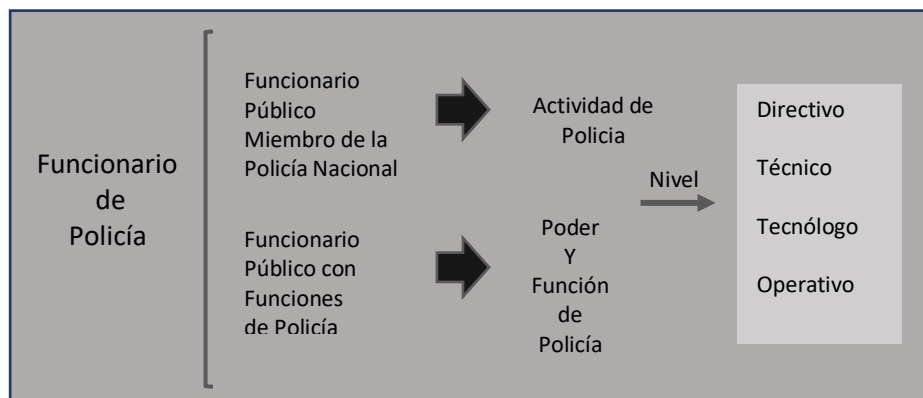 Funcionario
de
Policía
Funcionario
Público
Miembro de la
Policía Nacional
Funcionario
Público con
Funciones
de Policía
Actividad de
Policia
Poder
Y
Función
de
Policía
Nivel
Directivo
Técnico
Tecnólogo
Operativo